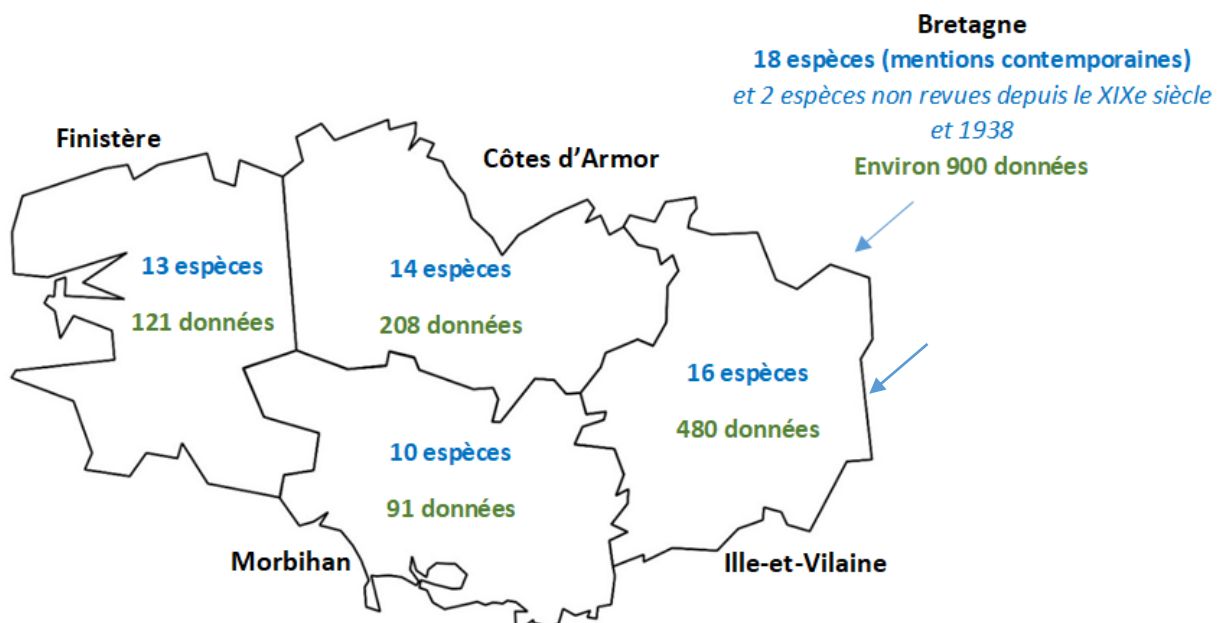 Bretagne
18 espèces (mentions contemporaines)
et 2 espèces non revues depuis le XIXe siècle
et 1938
Environ 900 données
Finistère
Côtes d’Armor
13 espèces
121 données
14 espèces
208 données
16 espèces
480 données
10 espèces
91 données
Morbihan
Ille-et-Vilaine